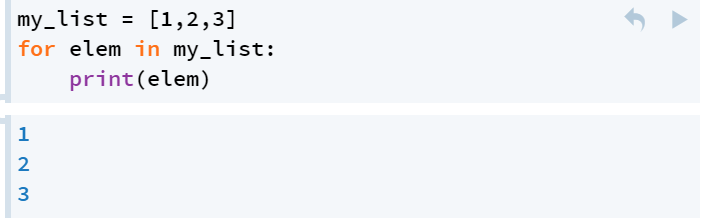 my_list = [1,2,3]
for elem in my_list:
    print(elem)
1
2
3